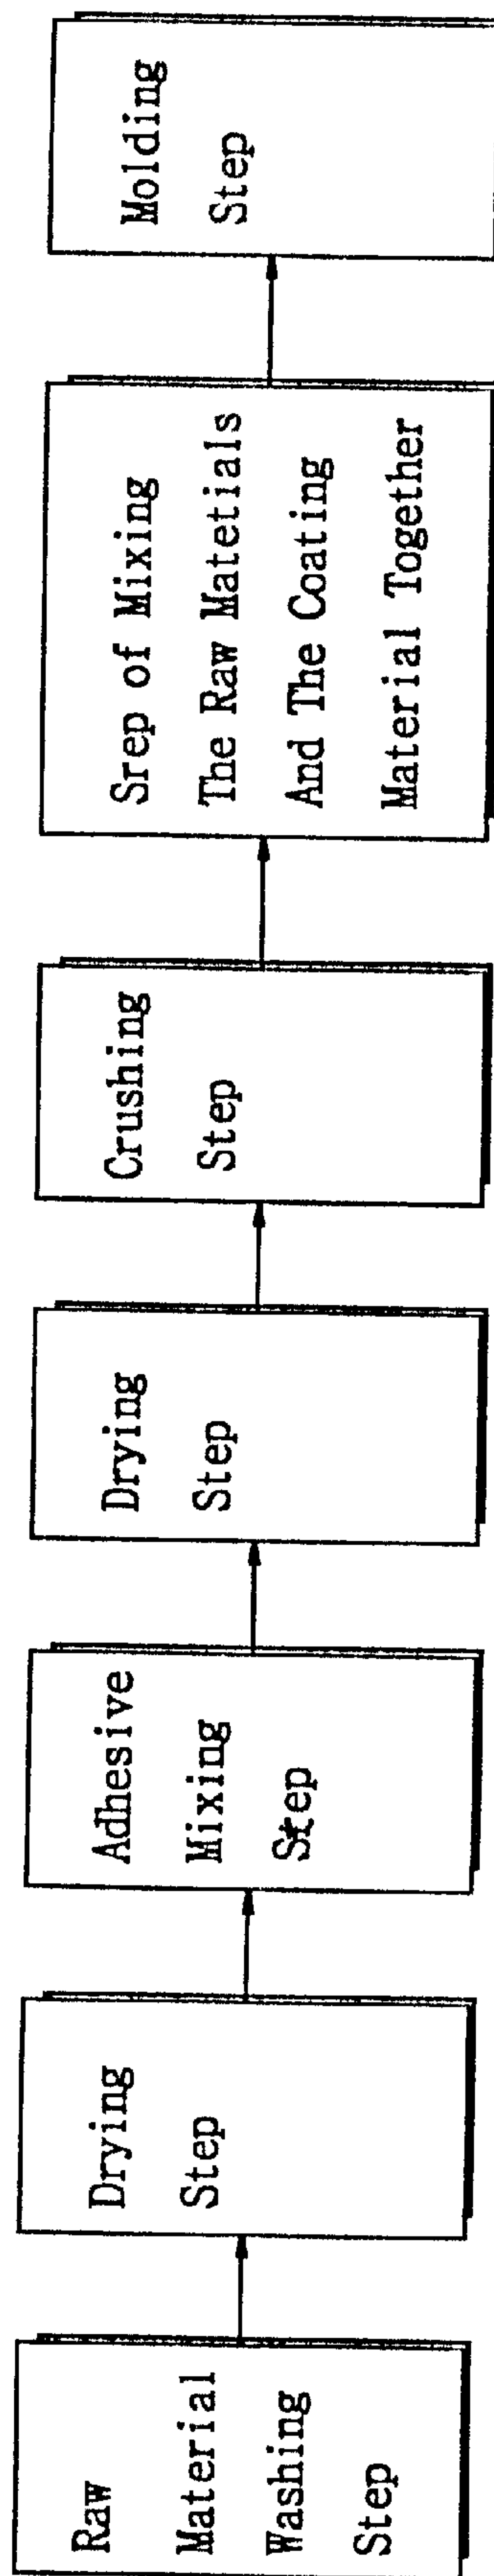 Raw
Material
Washing
Step
Drying
Step
Adhesive
Mixing
Step
Drying
Step
Crushing
Step
Srep of Mixing
The Raw Matetials
And The Coating
Material Together
Molding
Step